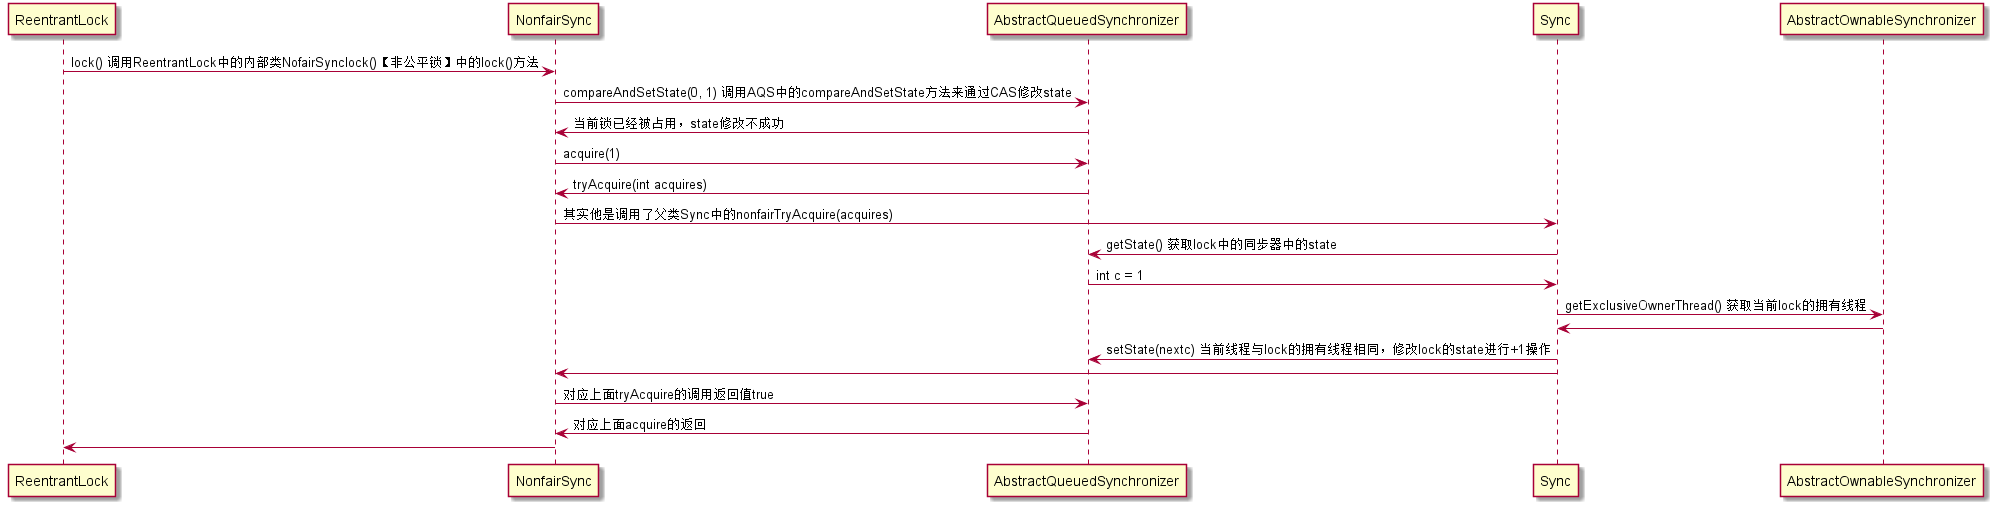 ReentrantLock
NonfairSync
AbstractQueuedSynchronizer
Sync
AbstractOwnableSynchronizer
lock() 调用ReentrantLock中的内部类NofairSynclock()【非公平锁】中的lock()方法
compareAndSetState(0, 1) 调用AQS中的compareAndSetState方法来通过CAS修改state
当前锁已经被占用，state修改不成功
acquire(1)
tryAcquire(int acquires)
其实他是调用了父类Sync中的nonfairTryAcquire(acquires)
getState() 获取lock中的同步器中的state
int c = 1
getExclusiveOwnerThread() 获取当前lock的拥有线程
setState(nextc) 当前线程与lock的拥有线程相同，修改lock的state进行+1操作
对应上面tryAcquire的调用返回值true
对应上面acquire的返回
ReentrantLock
NonfairSync
AbstractQueuedSynchronizer
Sync
AbstractOwnableSynchronizer